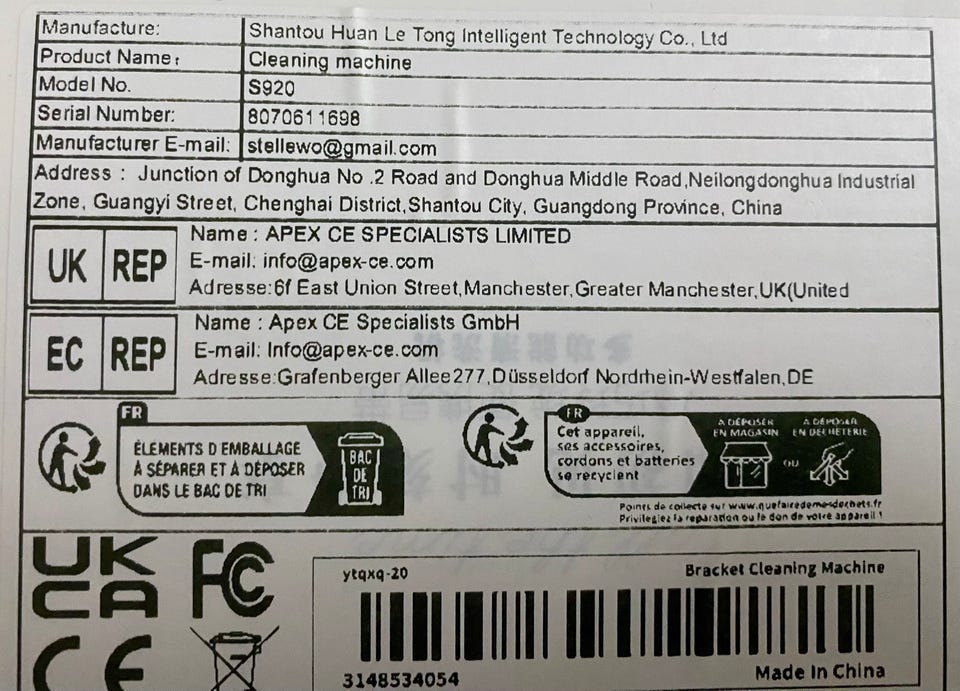 Manufacture: Shantou Huan Le Tong Intelligent Technology Co., Ltd
Product Name: Cleaning machine
Model No. S920
Serial Number: 8070611698
Manufacturer E-mail: stellewo@gmail.com
Address : Junction of Donghua No .2 Road and Donghua Middle Road,Neilongdonghua Industrial
Zone, Guangyi Street, Chenghai District,Shantou City, Guangdong Province, China
UK REP
Name : APEX CE SPECIALISTS LIMITED
E-mail: info@apex-ce.com
Adresse:6f East Union Street,Manchester,Greater Manchester,UK(United
EC REP
Name : Apex CE Specialists GmbH
E-mail: Info@apex-ce.com
Adresse:Grafenberger Allee277,Düsseldorf Nordrhein-Westfalen,DE
FR
ÉLEMENTS D EMBALLAGE
À SÉPARER ET À DÉPOSER
DANS LE BAC DE TRI
BAC
DE
TRI
FR
Cet appareil,
ses accessoires,
cordons et batteries
se recyclent
À DÉPOSER
EN MAGASIN
OU
À DÉPOSER
EN DÉCHÈTERIE
Points de collecte sur www.quefairedemesdechets.fr
Privilegiez la reparation ou le don de votre appareil !
UK
CA
FC
CE
ytqxq-20
Bracket Cleaning Machine
3148534054
Made In China